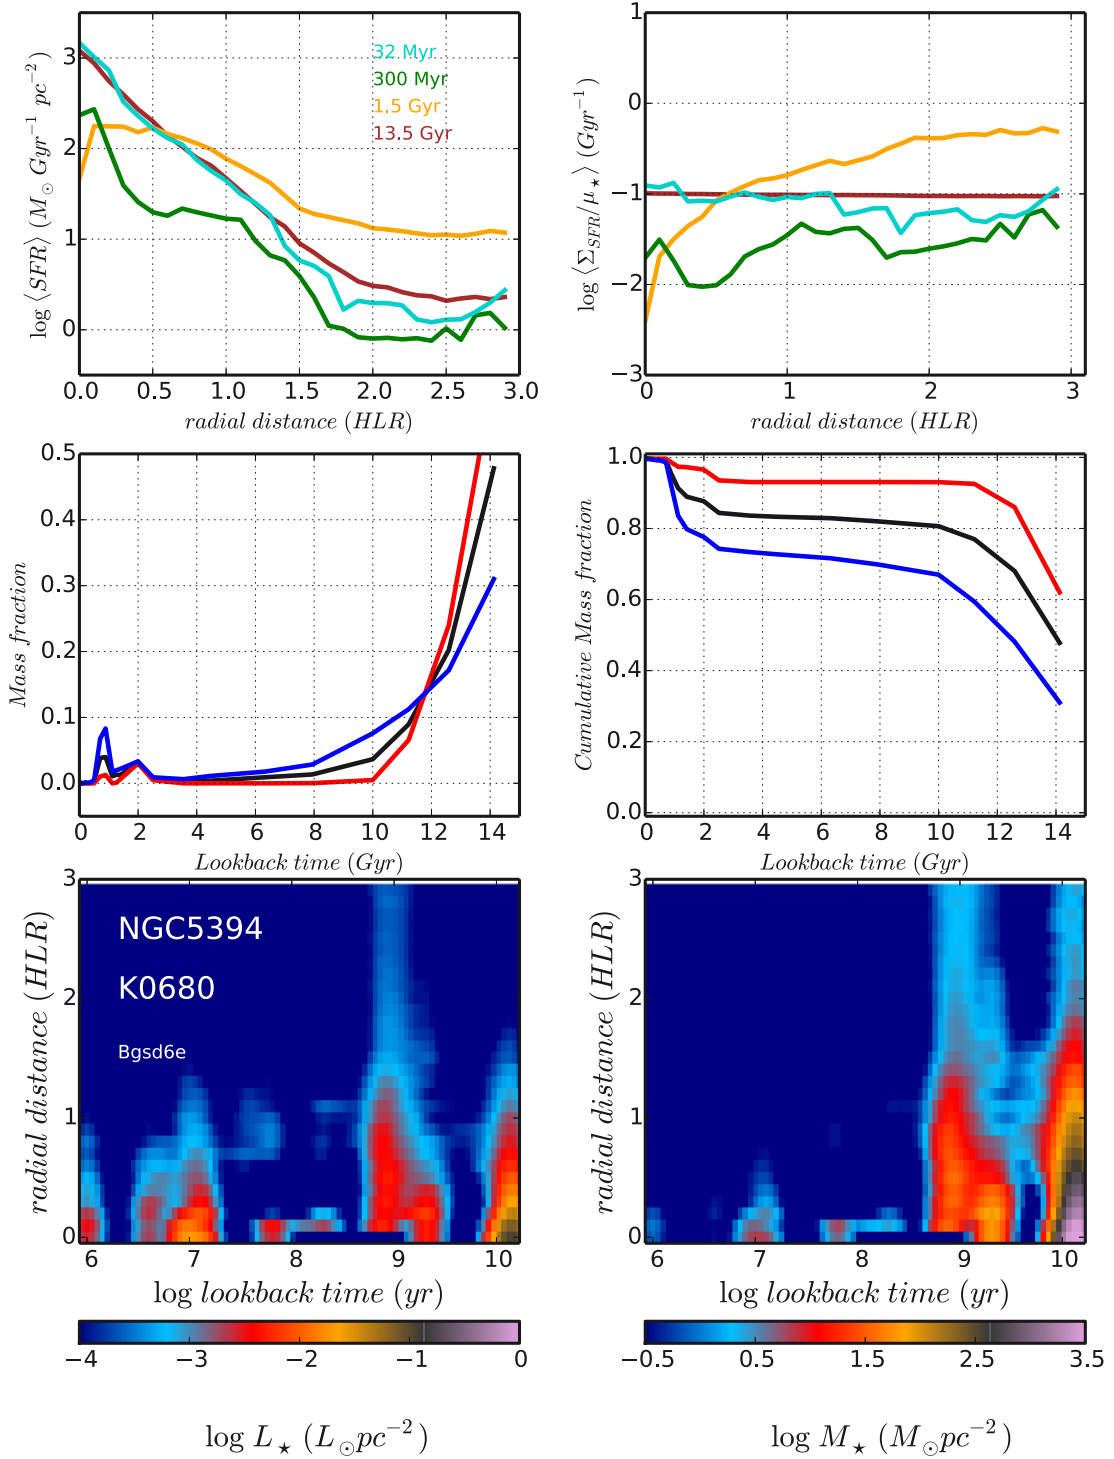 log ⟨SFR⟩ (M⊙ Gyr⁻¹ pc⁻²)
3
2
1
0
32 Myr
300 Myr
1.5 Gyr
13.5 Gyr
0.0 0.5 1.0 1.5 2.0 2.5 3.0
radial distance (HLR)
log ⟨Σ_SFR/μ⋆⟩ (Gyr⁻¹)
1
0
−1
−2
−3
0 1 2 3
radial distance (HLR)
Mass fraction
0.5
0.4
0.3
0.2
0.1
0.0
0 2 4 6 8 10 12 14
Lookback time (Gyr)
Cumulative Mass fraction
1.0
0.8
0.6
0.4
0.2
0.0
0 2 4 6 8 10 12 14
Lookback time (Gyr)
radial distance (HLR)
3
2
1
0
NGC5394
K0680
Bgsd6e
6 7 8 9 10
log lookback time (yr)
−4 −3 −2 −1 0
log L⋆ (L⊙pc⁻²)
radial distance (HLR)
3
2
1
0
6 7 8 9 10
log lookback time (yr)
−0.5 0.5 1.5 2.5 3.5
log M⋆ (M⊙pc⁻²)